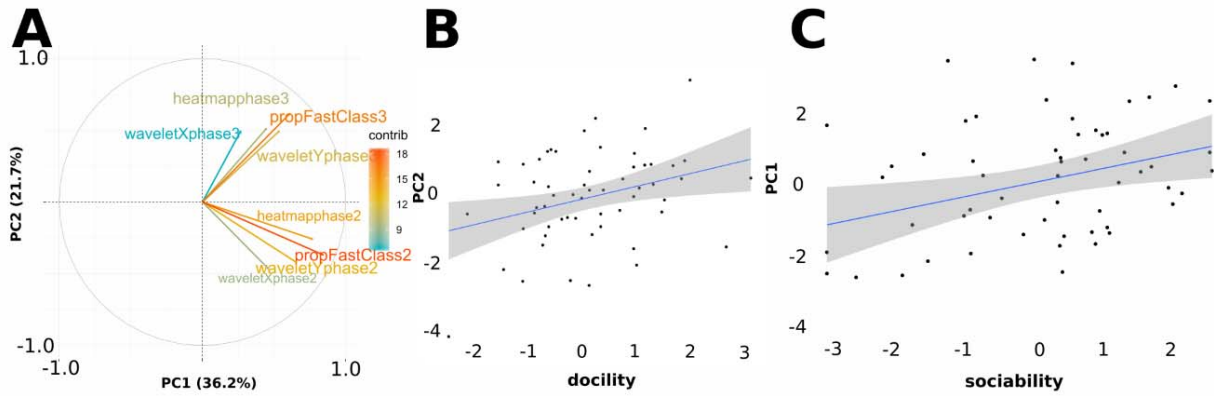 A
B
C
1.0
heatmapphase3
propFastClass3
waveletXphase3
contrib
waveletYphase3
18
15
12
9
heatmapphase2
propFastClass2
waveletYphase2
waveletXphase2
PC2 (21.7%)
-1.0
-1.0
1.0
PC1 (36.2%)
PC2
2
0
-2
-4
-2 -1 0 1 2 3
docility
PC1
2
0
-2
-4
-3 -2 -1 0 1 2
sociability